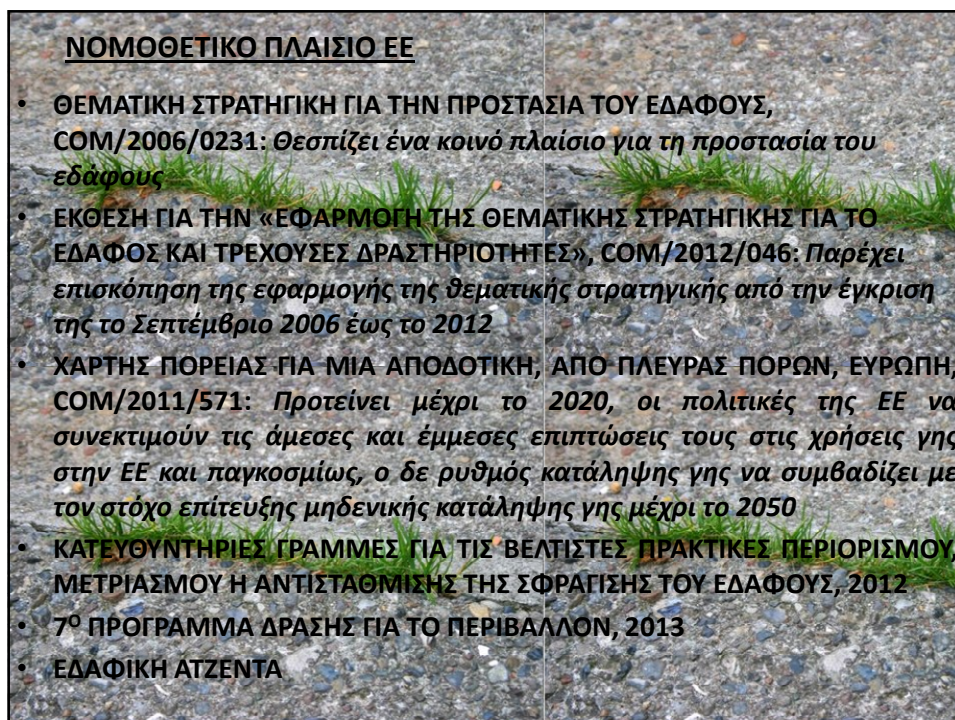 ΝΟΜΟΘΕΤΙΚΟ ΠΛΑΙΣΙΟ ΕΕ
• ΘΕΜΑΤΙΚΗ ΣΤΡΑΤΗΓΙΚΗ ΓΙΑ ΤΗΝ ΠΡΟΣΤΑΣΙΑ ΤΟΥ ΕΔΑΦΟΥΣ,
COM/2006/0231: Θεσπίζει ένα κοινό πλαίσιο για τη προστασία του
εδάφους
• ΕΚΘΕΣΗ ΓΙΑ ΤΗΝ «ΕΦΑΡΜΟΓΗ ΤΗΣ ΘΕΜΑΤΙΚΗΣ ΣΤΡΑΤΗΓΙΚΗΣ ΓΙΑ ΤΟ
ΕΔΑΦΟΣ ΚΑΙ ΤΡΕΧΟΥΣΕΣ ΔΡΑΣΤΗΡΙΟΤΗΤΕΣ», COM/2012/046: Παρέχει
επισκόπηση της εφαρμογής της θεματικής στρατηγικής από την έγκριση
της το Σεπτέμβριο 2006 έως το 2012
• ΧΑΡΤΗΣ ΠΟΡΕΙΑΣ ΓΙΑ ΜΙΑ ΑΠΟΔΟΤΙΚΗ, ΑΠΟ ΠΛΕΥΡΑΣ ΠΟΡΩΝ, ΕΥΡΩΠΗ,
COM/2011/571: Προτείνει μέχρι το 2020, οι πολιτικές της ΕΕ να
συνεκτιμούν τις άμεσες και έμμεσες επιπτώσεις τους στις χρήσεις γης
στην ΕΕ και παγκοσμίως, ο δε ρυθμός κατάληψης γης να συμβαδίζει με
τον στόχο επίτευξης μηδενικής κατάληψης γης μέχρι το 2050
• ΚΑΤΕΥΘΥΝΤΗΡΙΕΣ ΓΡΑΜΜΕΣ ΓΙΑ ΤΙΣ ΒΕΛΤΙΣΤΕΣ ΠΡΑΚΤΙΚΕΣ ΠΕΡΙΟΡΙΣΜΟΥ,
ΜΕΤΡΙΑΣΜΟΥ Η ΑΝΤΙΣΤΑΘΜΙΣΗΣ ΤΗΣ ΣΦΡΑΓΙΣΗΣ ΤΟΥ ΕΔΑΦΟΥΣ, 2012
• 7Ο ΠΡΟΓΡΑΜΜΑ ΔΡΑΣΗΣ ΓΙΑ ΤΟ ΠΕΡΙΒΑΛΛΟΝ, 2013
• ΕΔΑΦΙΚΗ ΑΤΖΕΝΤΑ